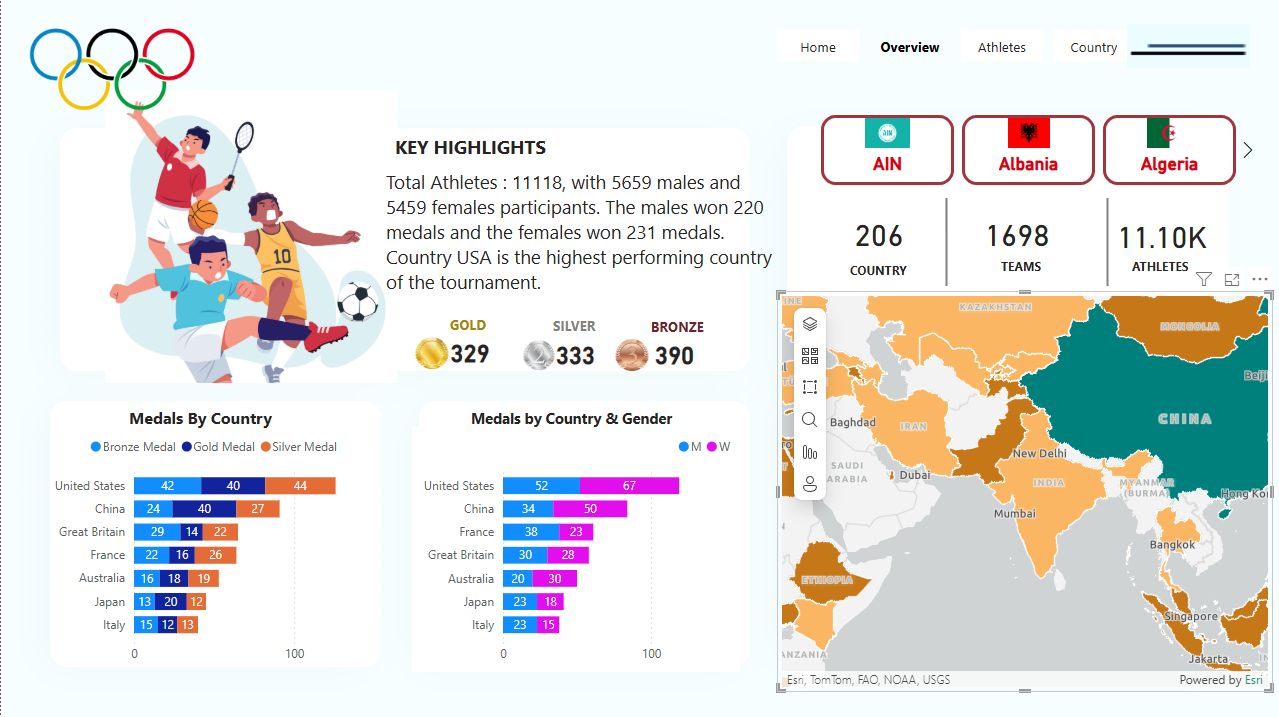 Home
Overview
Athletes
Country
AIN
AIN
Albania
Algeria
KEY HIGHLIGHTS
Total Athletes : 11118, with 5659 males and
5459 females participants. The males won 220
medals and the females won 231 medals.
Country USA is the highest performing country
of the tournament.
10
GOLD
329
SILVER
333
BRONZE
390
206
COUNTRY
1698
TEAMS
11.10K
ATHLETES
Medals By Country
Bronze Medal Gold Medal Silver Medal
United States 42 40 44
China 24 40 27
Great Britain 29 14 22
France 22 16 26
Australia 16 18 19
Japan 13 20 12
Italy 15 12 13
0 100
Medals by Country & Gender
M W
United States 52 67
China 34 50
France 38 23
Great Britain 30 28
Australia 20 30
Japan 23 18
Italy 23 15
0 100
INE
KAZAKHSTAN
MONGOLIA
Beiji
CHINA
Baghdad
IRAN
New Delhi
SAUDI
ARABIA
Dubai
INDIA
MYANMAR
(BURMA)
Hong Kon
Mumbai
Bangkok
ETHIOPIA
Singapore
ANZANIA
Jakarta
Esri, TomTom, FAO, NOAA, USGS
Powered by Esri